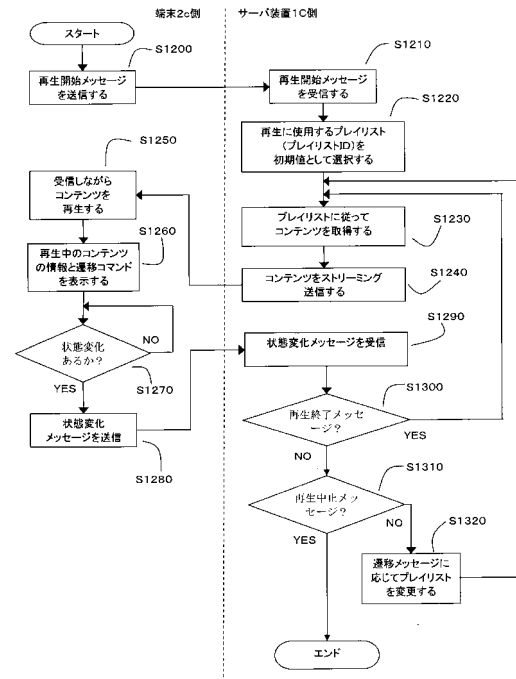 端末2c側
サーバ装置1C側
スタート
S1200
再生開始メッセージ
を送信する
S1210
再生開始メッセージ
を受信する
S1220
再生に使用するプレイリスト
(プレイリストID)を
初期値として選択する
S1250
受信しながら
コンテンツを
再生する
S1230
プレイリストに従って
コンテンツを取得する
S1260
再生中のコンテンツ
の情報と遷移コマンド
を表示する
S1240
コンテンツをストリーミング
送信する
状態変化
あるか?
NO
YES
S1270
S1290
状態変化メッセージを受信
状態変化
メッセージを送信
S1280
S1300
再生終了メッセ
ージ?
YES
NO
S1310
再生中止メッ
セージ?
NO
YES
S1320
遷移メッセージに
応じてプレイリスト
を変更する
エンド